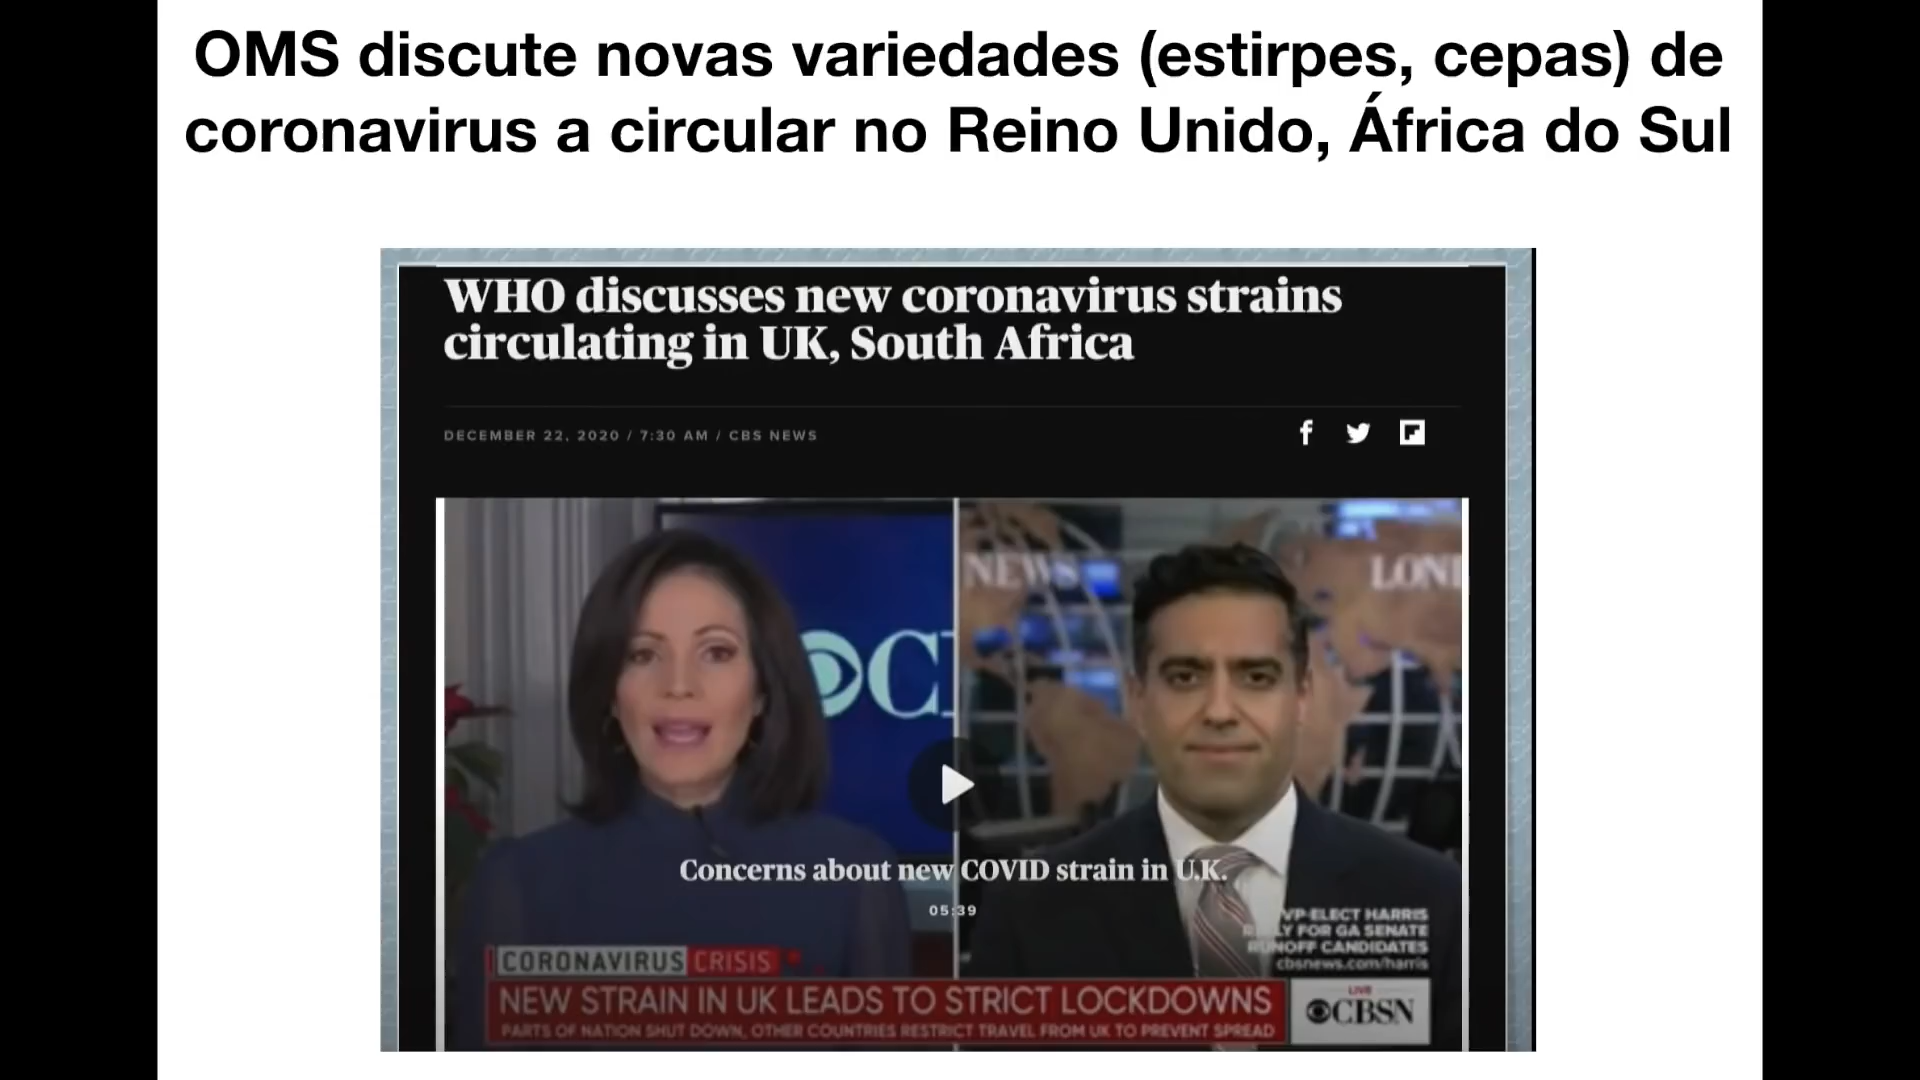 OMS discute novas variedades (estirpes, cepas) de
coronavirus a circular no Reino Unido, África do Sul
WHO discusses new coronavirus strains
circulating in UK, South Africa
DECEMBER 22, 2020 / 7:30 AM / CBS NEWS
NEWS
LOND
CB
Concerns about new COVID strain in U.K.
05:39
VP-ELECT HARRIS
RALLY FOR GA SENATE
RUNOFF CANDIDATES
cbsnews.com/harris
CORONAVIRUS CRISIS
NEW STRAIN IN UK LEADS TO STRICT LOCKDOWNS
PARTS OF NATION SHUT DOWN, OTHER COUNTRIES RESTRICT TRAVEL FROM UK TO PREVENT SPREAD
LIVE
CBSN